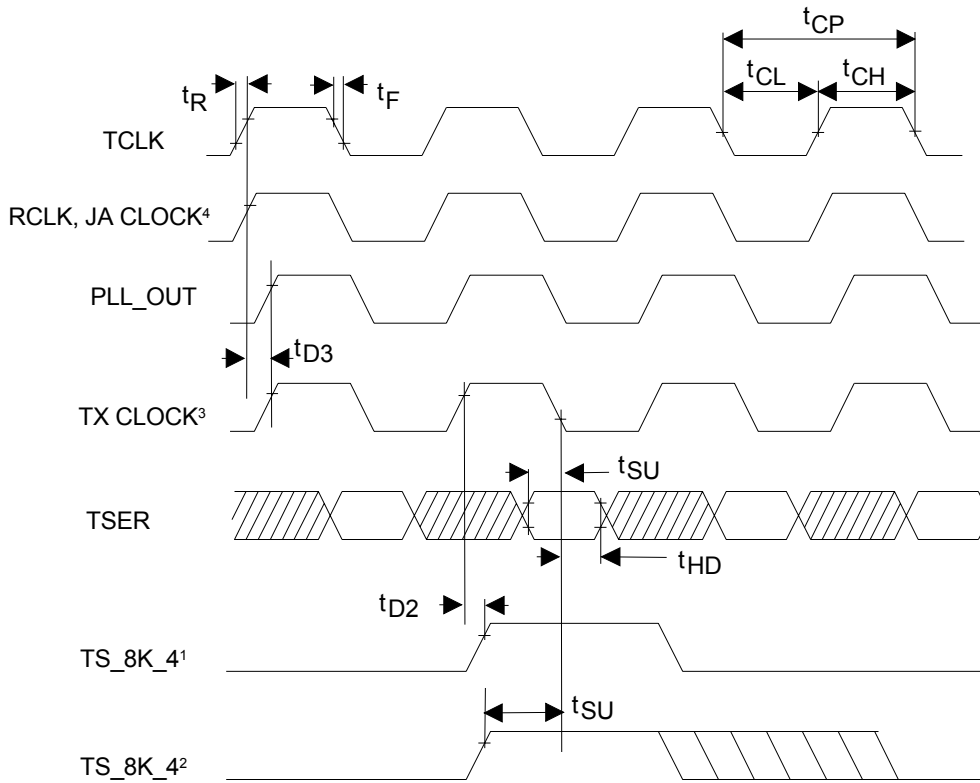 tCP
tCL tCH
tR tF
TCLK
RCLK, JA CLOCK⁴
PLL_OUT
tD3
TX CLOCK³
tSU
TSER
tHD
tD2
TS_8K_4¹
tSU
TS_8K_4²